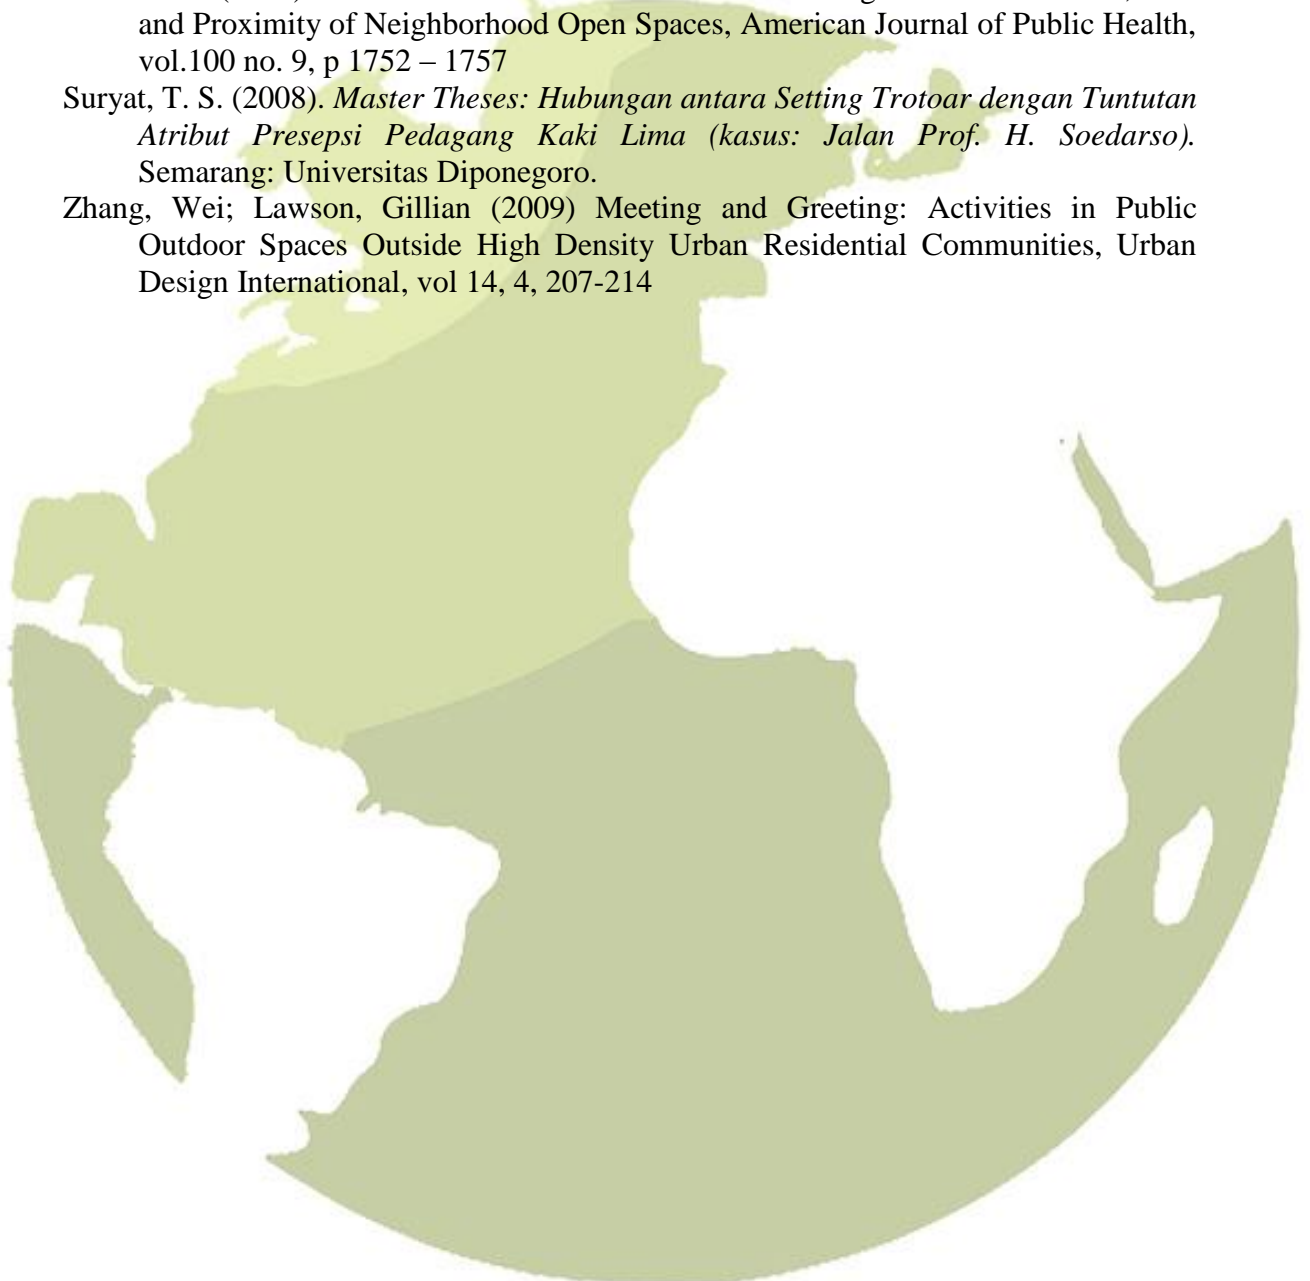 and Proximity of Neighborhood Open Spaces, American Journal of Public Health,
vol.100 no. 9, p 1752 – 1757
Suryat, T. S. (2008). Master Theses: Hubungan antara Setting Trotoar dengan Tuntutan
Atribut Presepsi Pedagang Kaki Lima (kasus: Jalan Prof. H. Soedarso).
Semarang: Universitas Diponegoro.
Zhang, Wei; Lawson, Gillian (2009) Meeting and Greeting: Activities in Public
Outdoor Spaces Outside High Density Urban Residential Communities, Urban
Design International, vol 14, 4, 207-214